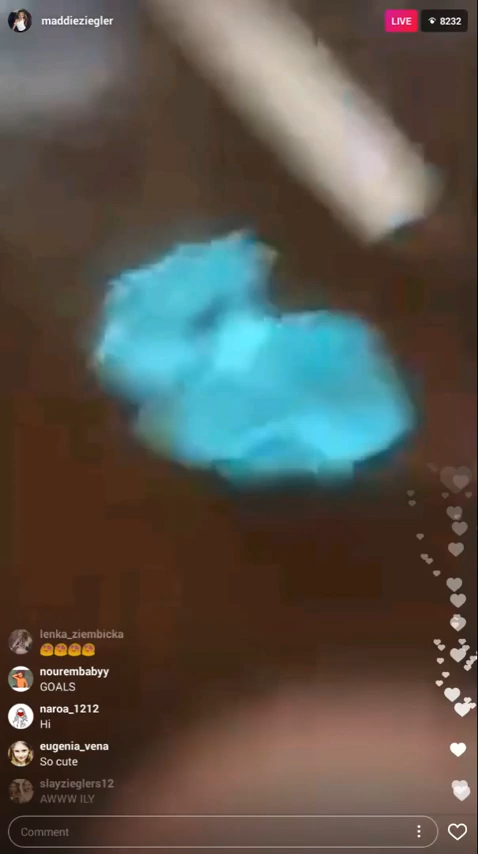 maddieziegler
LIVE
8232
lenka_ziembicka
nourembabyy
GOALS
naroa_1212
Hi
eugenia_vena
So cute
slayzieglers12
AWWW ILY
Comment